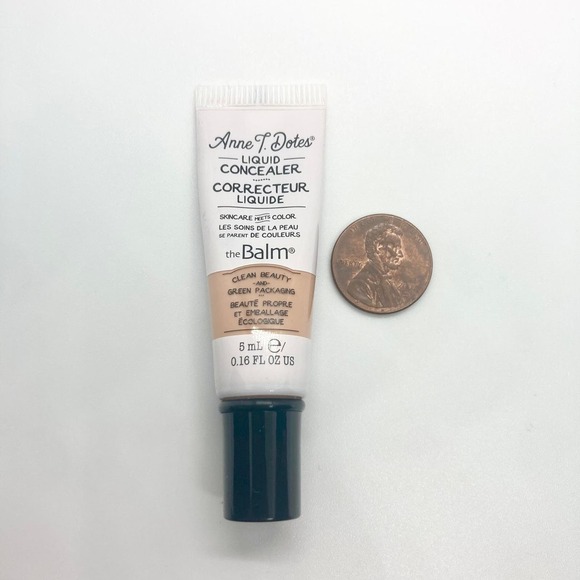 Anne T. Dotes®
LIQUID
CONCEALER
CORRECTEUR
LIQUIDE
SKINCARE MEETS COLOR
LES SOINS DE LA PEAU
SE PARENT DE COULEURS
theBalm®
CLEAN BEAUTY
AND
GREEN PACKAGING
BEAUTÉ PROPRE
ET EMBALLAGE
ÉCOLOGIQUE
5 mL ℮/
0.16 FL OZ US